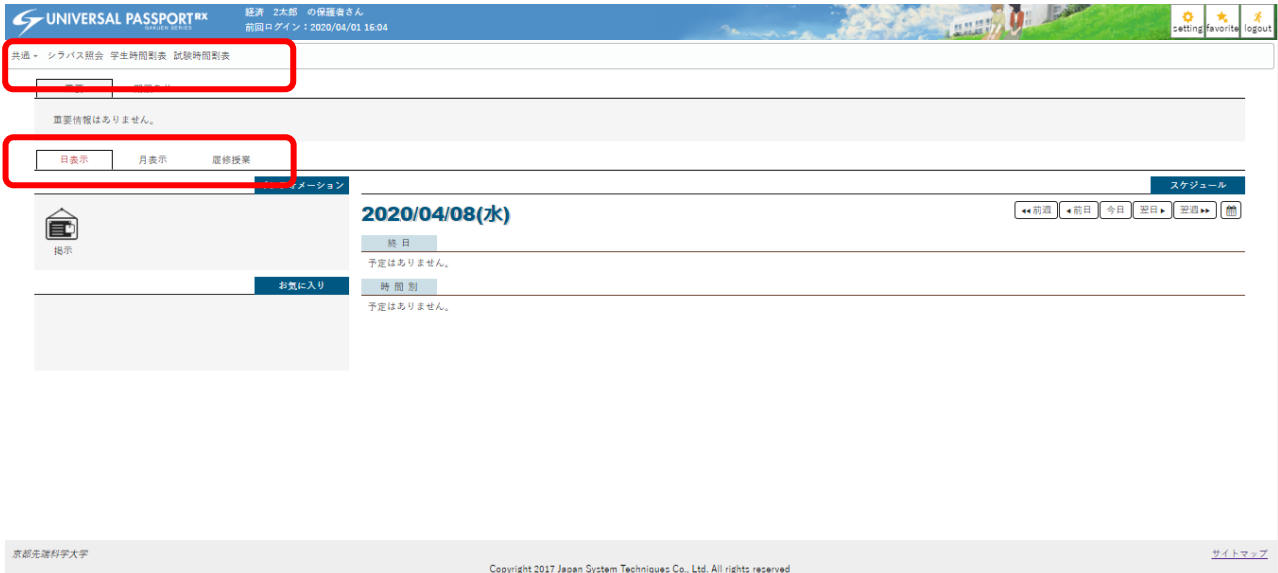 UNIVERSAL PASSPORT RX
GAKUEN SERIES
経済 2太郎 の保護者さん
前回ログイン：2020/04/01 16:04
setting favorite logout
共通 シラバス照会 学生時間割表 試験時間割表
重要情報はありません。
日表示 月表示 履修授業
スケジュール
2020/04/08(水)
前週 前日 今日 翌日 翌週
掲示
終日
予定はありません。
お気に入り
時間別
予定はありません。
京都先端科学大学
サイトマップ
Copyright 2017 Japan System Techniques Co., Ltd. All rights reserved